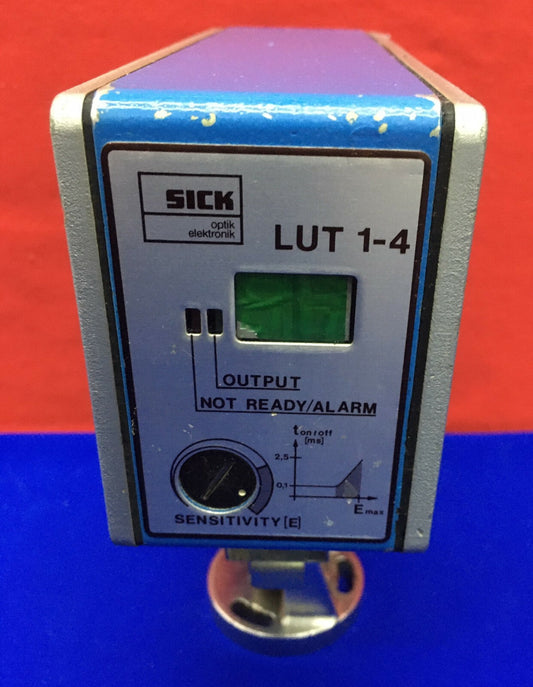 SICK
optik
elektronik
LUT 1-4
OUTPUT
NOT READY/ALARM
t on/off
[ms]
2,5
0,1
E max
SENSITIVITY [E]